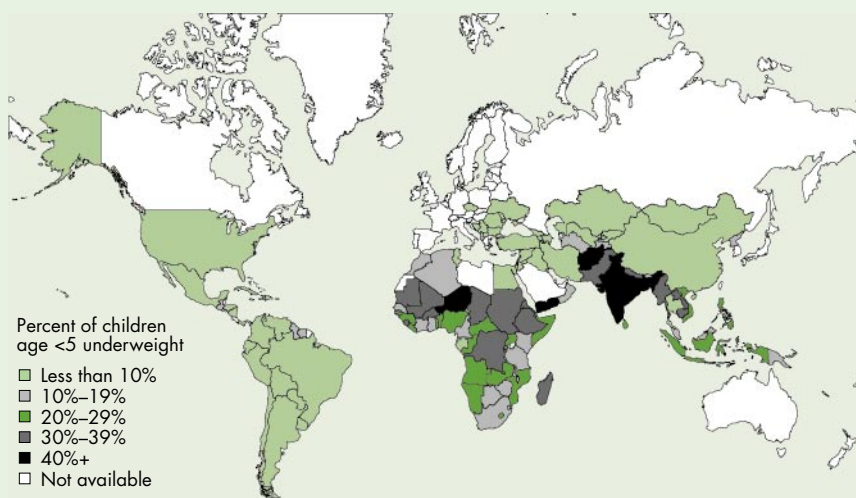 Percent of children
age <5 underweight
Less than 10%
10%–19%
20%–29%
30%–39%
40%+
Not available